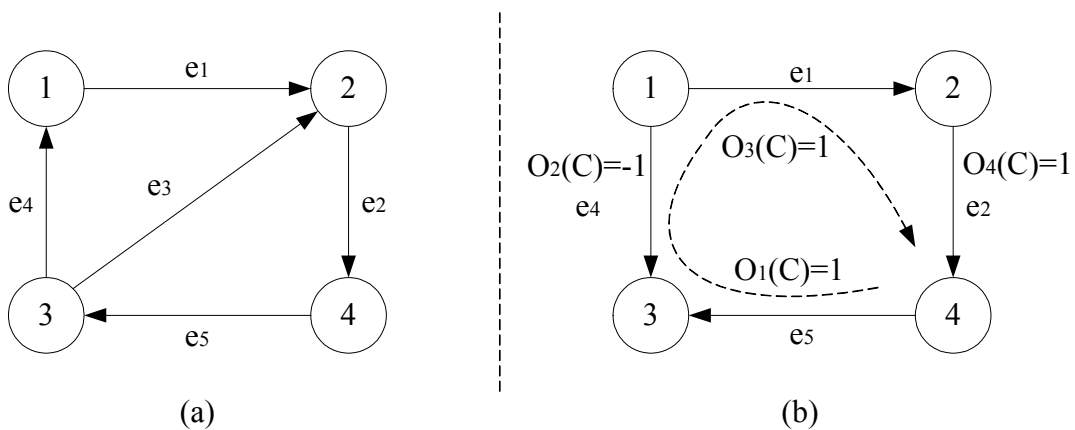 1
e1
2
e3
e4
e2
3
e5
4
(a)
1
e1
2
O2(C)=-1
O3(C)=1
O4(C)=1
e4
e2
O1(C)=1
3
e5
4
(b)